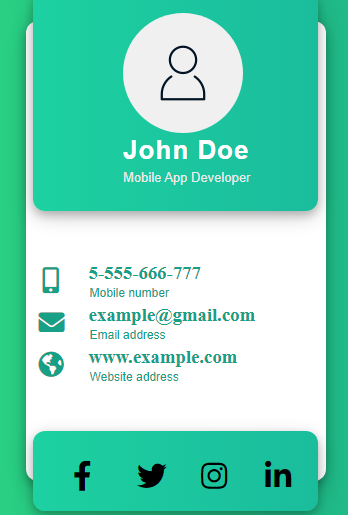 John Doe
Mobile App Developer
5-555-666-777
Mobile number
example@gmail.com
Email address
www.example.com
Website address